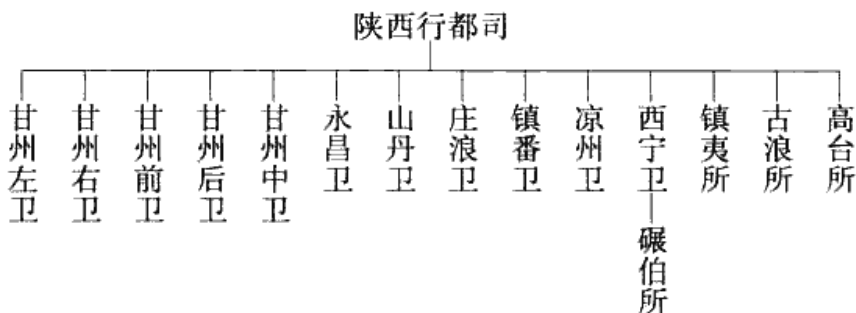 陕西行都司
甘州左卫
甘州右卫
甘州前卫
甘州后卫
甘州中卫
永昌卫
山丹卫
庄浪卫
镇番卫
凉州卫
西宁卫
碾伯所
镇夷所
古浪所
高台所